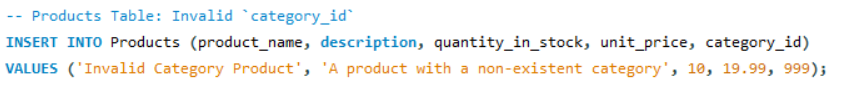 -- Products Table: Invalid `category_id`
INSERT INTO Products (product_name, description, quantity_in_stock, unit_price, category_id)
VALUES ('Invalid Category Product', 'A product with a non-existent category', 10, 19.99, 999);